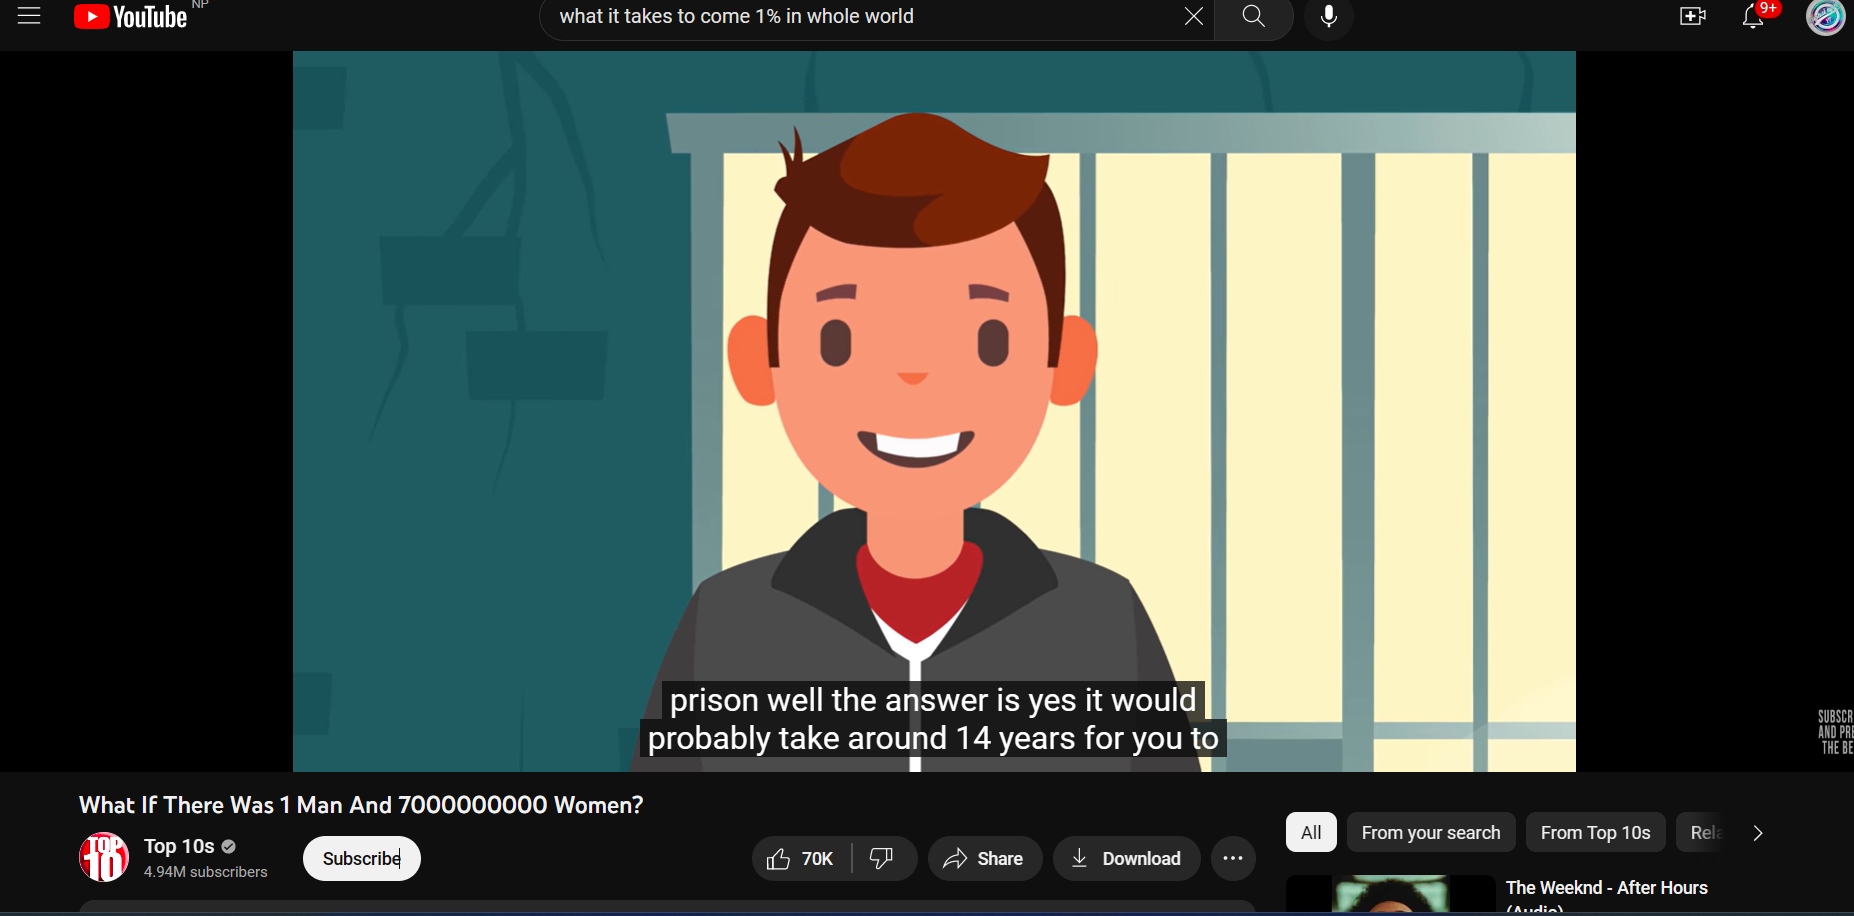 YouTube NP
what it takes to come 1% in whole world
9+
prison well the answer is yes it would
probably take around 14 years for you to
SUBSCR
AND PRE
THE BE
What If There Was 1 Man And 7000000000 Women?
TOP
10
Top 10s
4.94M subscribers
Subscribe
70K
Share
Download
All
From your search
From Top 10s
Rela
The Weeknd - After Hours
(Audio)